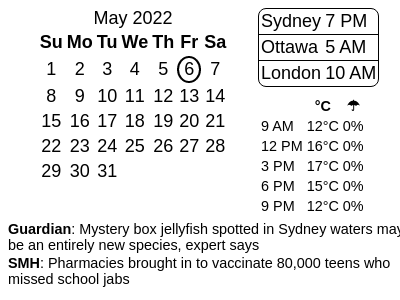 May 2022
Su Mo Tu We Th Fr Sa
1 2 3 4 5 6 7
8 9 10 11 12 13 14
15 16 17 18 19 20 21
22 23 24 25 26 27 28
29 30 31
Sydney 7 PM
Ottawa 5 AM
London 10 AM
°C ☂
9 AM 12°C 0%
12 PM 16°C 0%
3 PM 17°C 0%
6 PM 15°C 0%
9 PM 12°C 0%
Guardian: Mystery box jellyfish spotted in Sydney waters may
be an entirely new species, expert says
SMH: Pharmacies brought in to vaccinate 80,000 teens who
missed school jabs